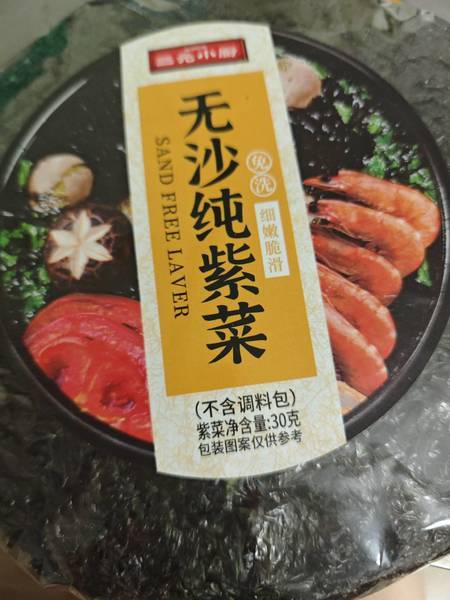 无沙纯紫菜
SAND FREE LAVER
免洗
细嫩脆滑
(不含调料包)
紫菜净含量:30克
包装图案仅供参考